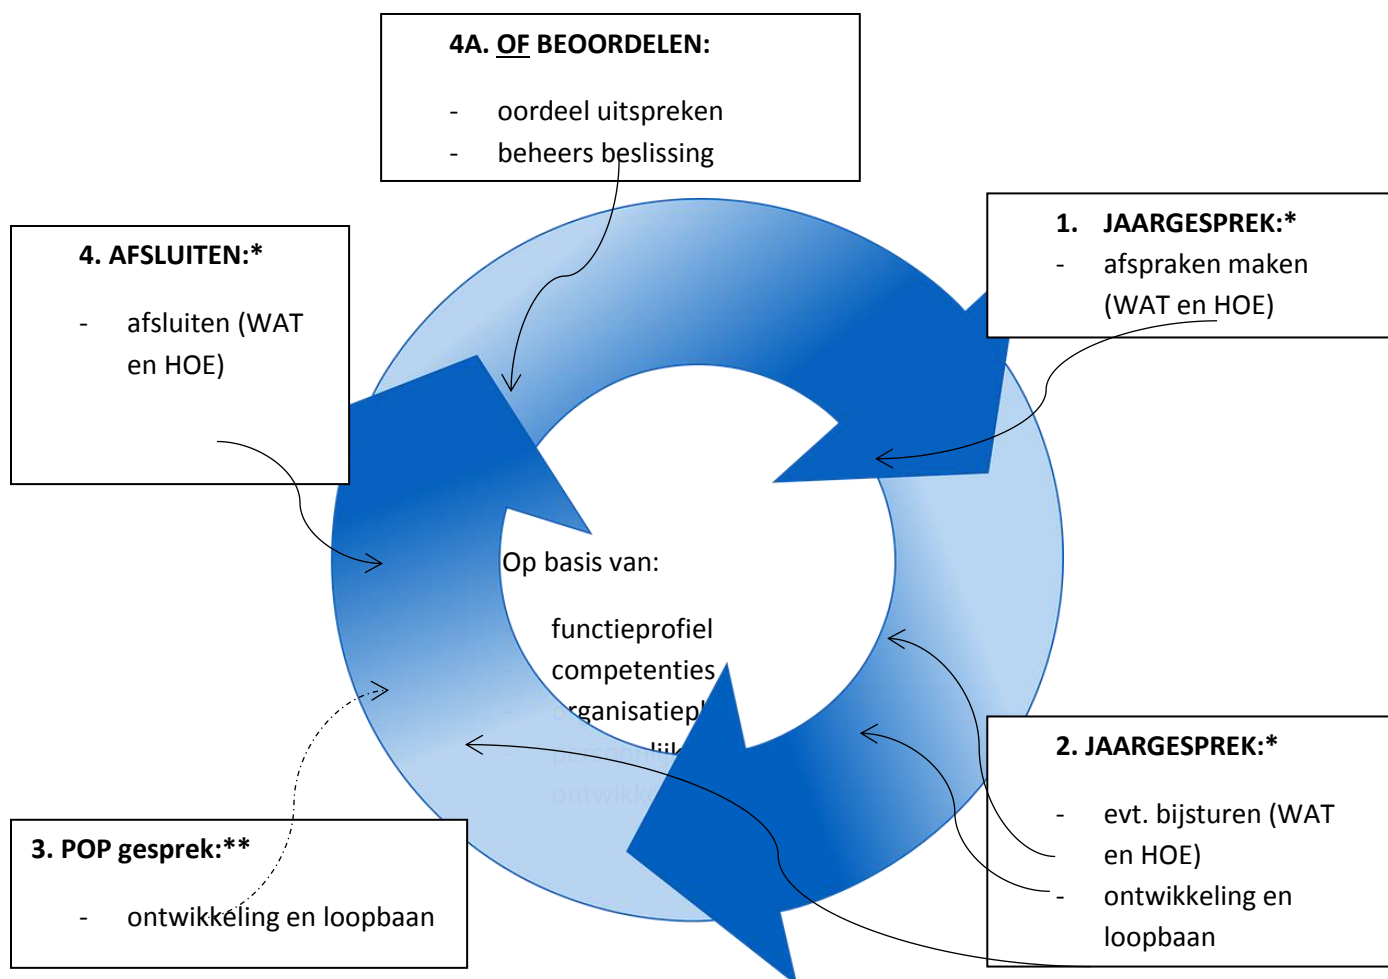 4A. OF BEOORDELEN:
- oordeel uitspreken
- beheers beslissing
1. JAARGESPREK:*
- afspraken maken
(WAT en HOE)
4. AFSLUITEN:*
- afsluiten (WAT
en HOE)
Op basis van:
functieprofiel
competenties
2. JAARGESPREK:*
- evt. bijsturen (WAT
en HOE)
- ontwikkeling en
loopbaan
3. POP gesprek:**
- ontwikkeling en loopbaan